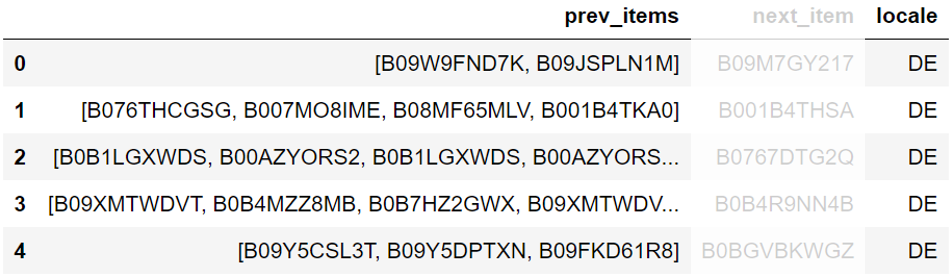 prev_items next_item locale
0 [B09W9FND7K, B09JSPLN1M] B09M7GY217 DE
1 [B076THCGSG, B007MO8IME, B08MF65MLV, B001B4TKA0] B001B4THSA DE
2 [B0B1LGXWDS, B00AZYORS2, B0B1LGXWDS, B00AZYORS... B0767DTG2Q DE
3 [B09XMTWDVT, B0B4MZZ8MB, B0B7HZ2GWX, B09XMTWDV... B0B4R9NN4B DE
4 [B09Y5CSL3T, B09Y5DPTXN, B09FKD61R8] B0BGVBKWGZ DE